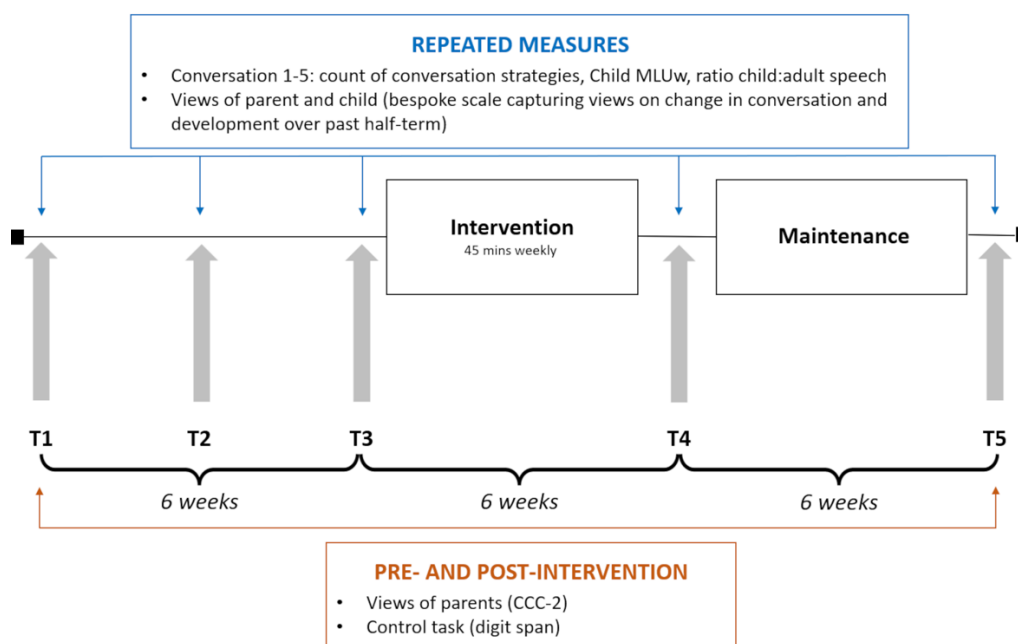 REPEATED MEASURES
• Conversation 1-5: count of conversation strategies, Child MLUw, ratio child:adult speech
• Views of parent and child (bespoke scale capturing views on change in conversation and
development over past half-term)
Intervention
45 mins weekly
Maintenance
T1 T2 T3 T4 T5
6 weeks 6 weeks 6 weeks
PRE- AND POST-INTERVENTION
• Views of parents (CCC-2)
• Control task (digit span)